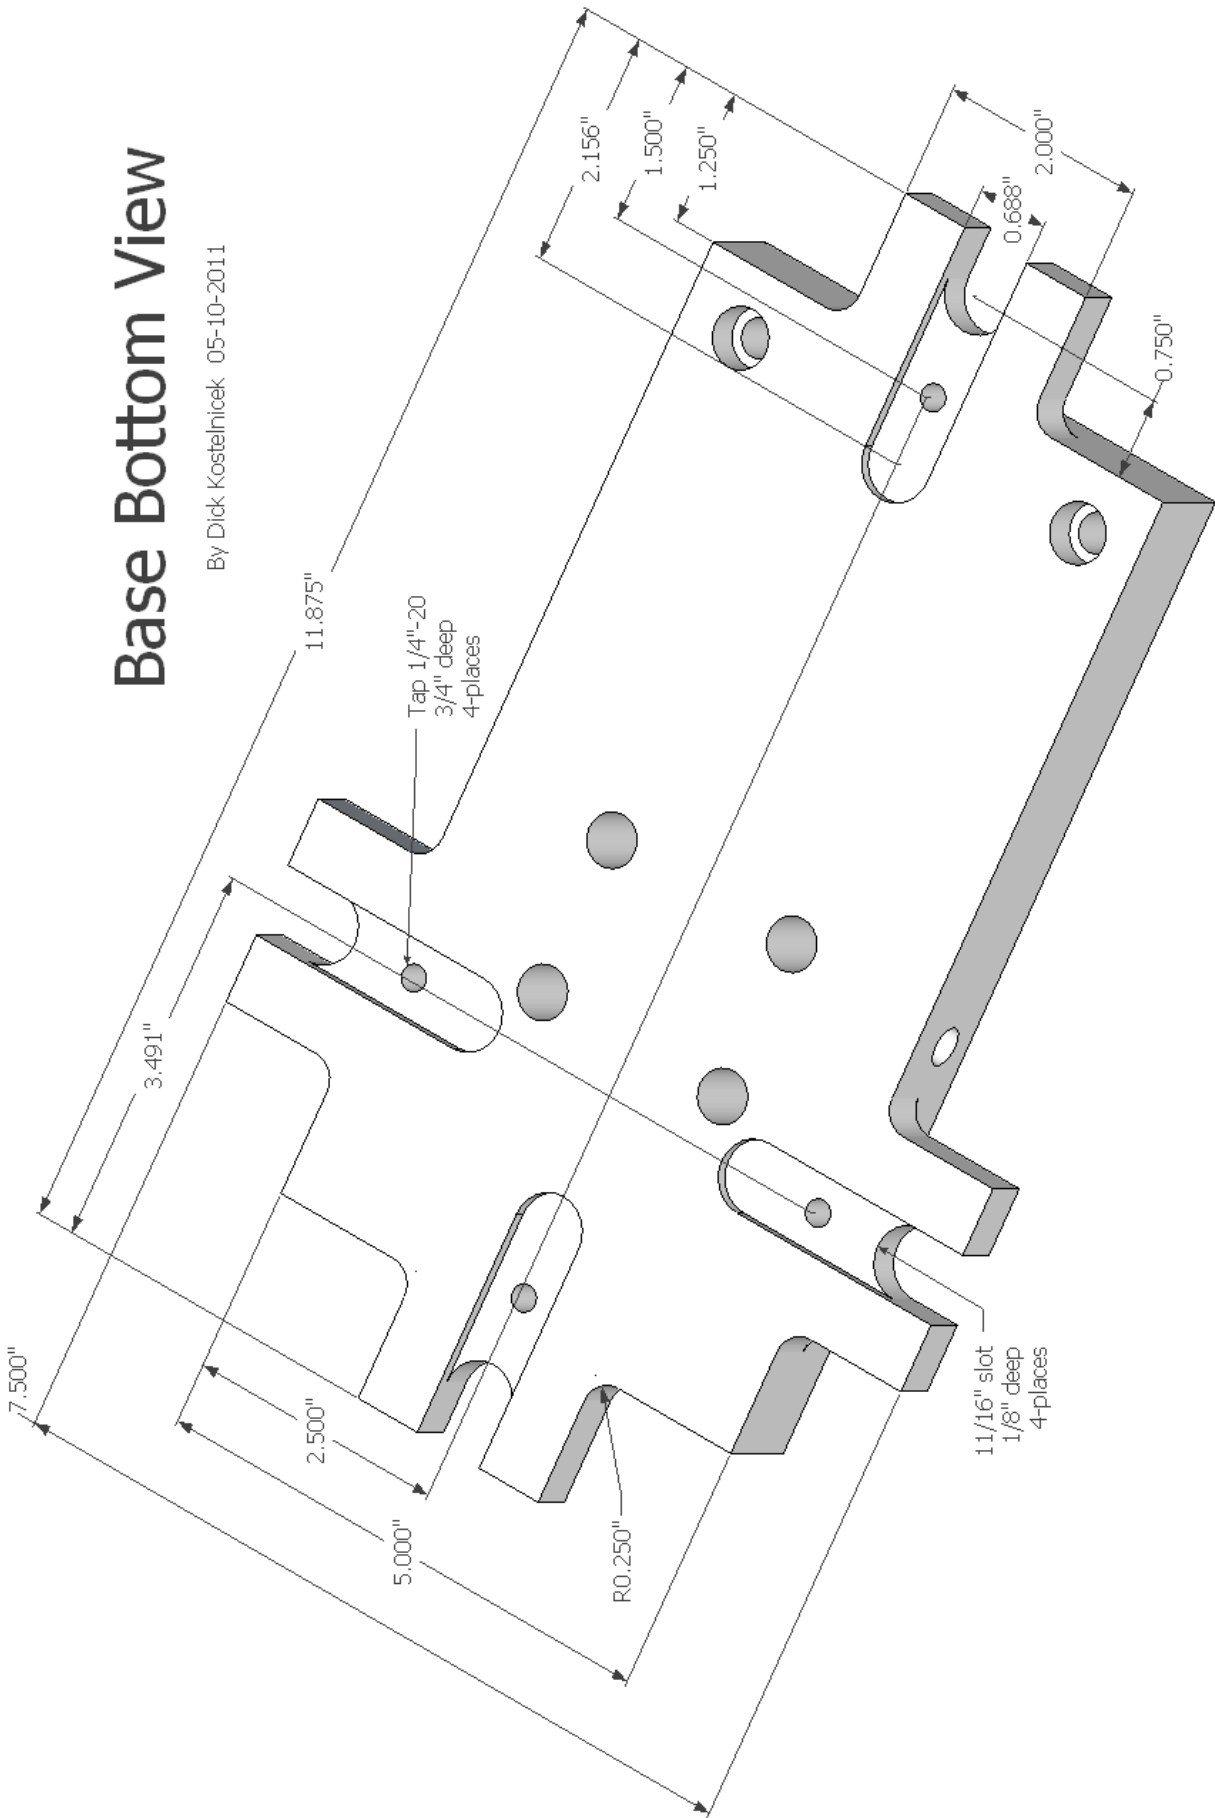 Base Bottom View
By Dick Kostelnicek 05-10-2011
7.500"
3.491"
11.875"
2.156"
1.500"
1.250"
2.000"
0.688"
0.750"
Tap 1/4"-20
3/4" deep
4-places
2.500"
5.000"
R0.250"
11/16" slot
1/8" deep
4-places